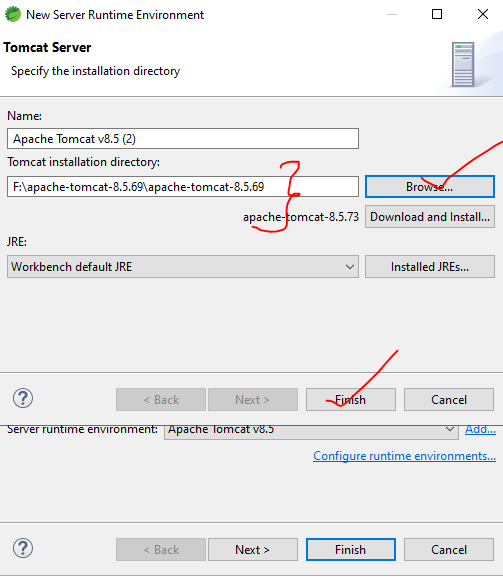 New Server Runtime Environment
Tomcat Server
Specify the installation directory
Name:
Apache Tomcat v8.5 (2)
Tomcat installation directory:
F:\apache-tomcat-8.5.69\apache-tomcat-8.5.69
Browse...
apache-tomcat-8.5.73
Download and Install...
JRE:
Workbench default JRE
Installed JREs...
< Back
Next >
Finish
Cancel
Server runtime environment:
Apache Tomcat v8.5
Add...
Configure runtime environments...
< Back
Next >
Finish
Cancel